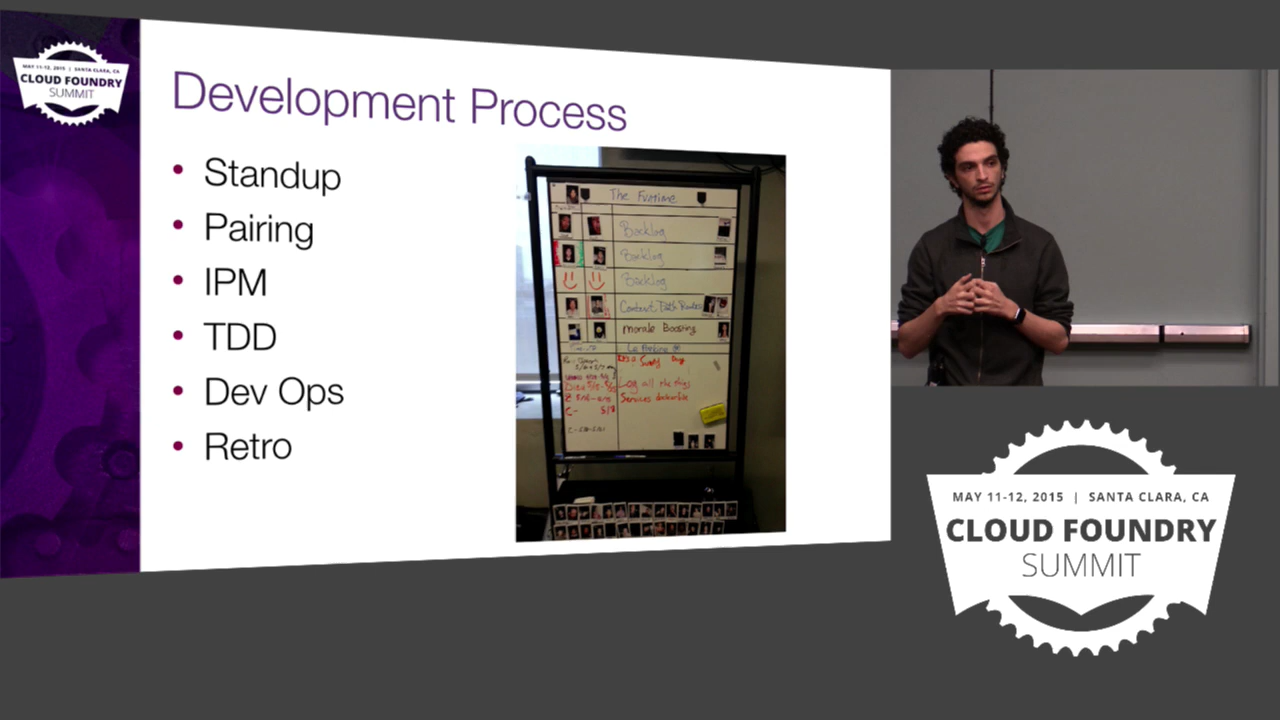 MAY 11-12, 2015 | SANTA CLARA, CA
CLOUD FOUNDRY
SUMMIT
Development Process
• Standup
• Pairing
• IPM
• TDD
• Dev Ops
• Retro
The Funtime
Backlog
Backlog
Backlog
Morale Boosting
Log all the things
Services
MAY 11-12, 2015 | SANTA CLARA, CA
CLOUD FOUNDRY
SUMMIT